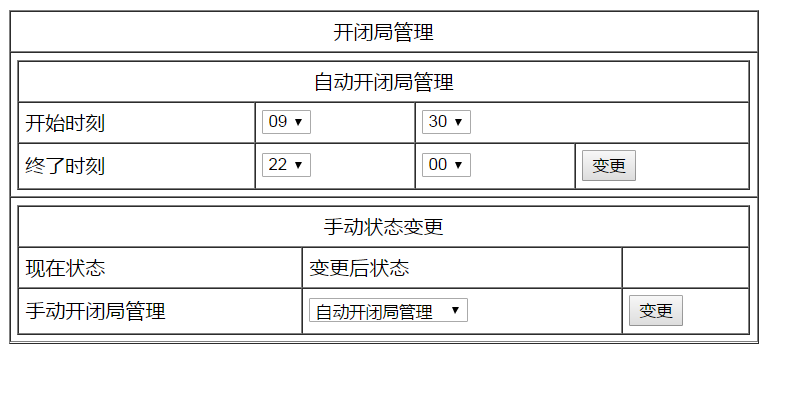 开闭局管理
自动开闭局管理
开始时刻 09 30
终了时刻 22 00 变更
手动状态变更
现在状态 变更后状态
手动开闭局管理 自动开闭局管理 变更